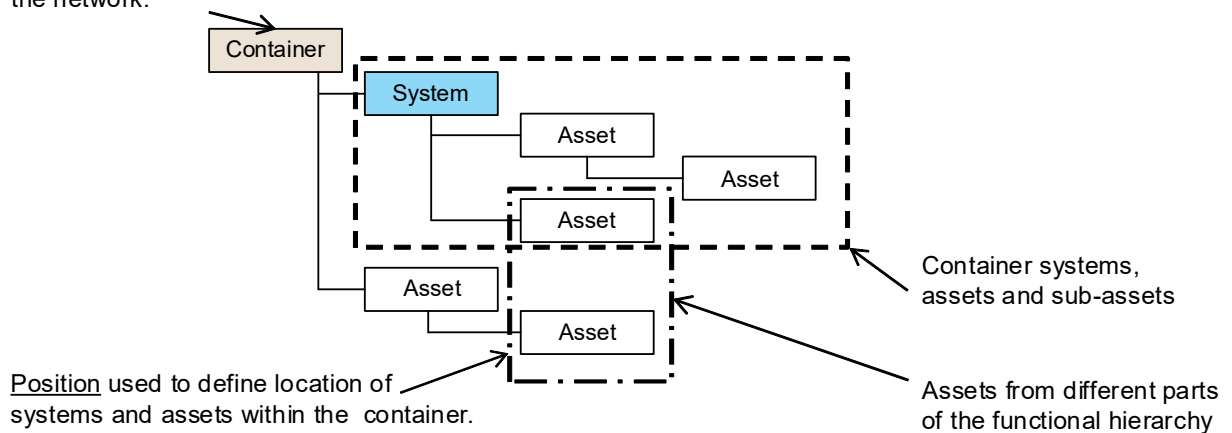 the network.
Container
System
Asset
Asset
Asset
Asset
Asset
Container systems,
assets and sub-assets
Position used to define location of
systems and assets within the container.
Assets from different parts
of the functional hierarchy